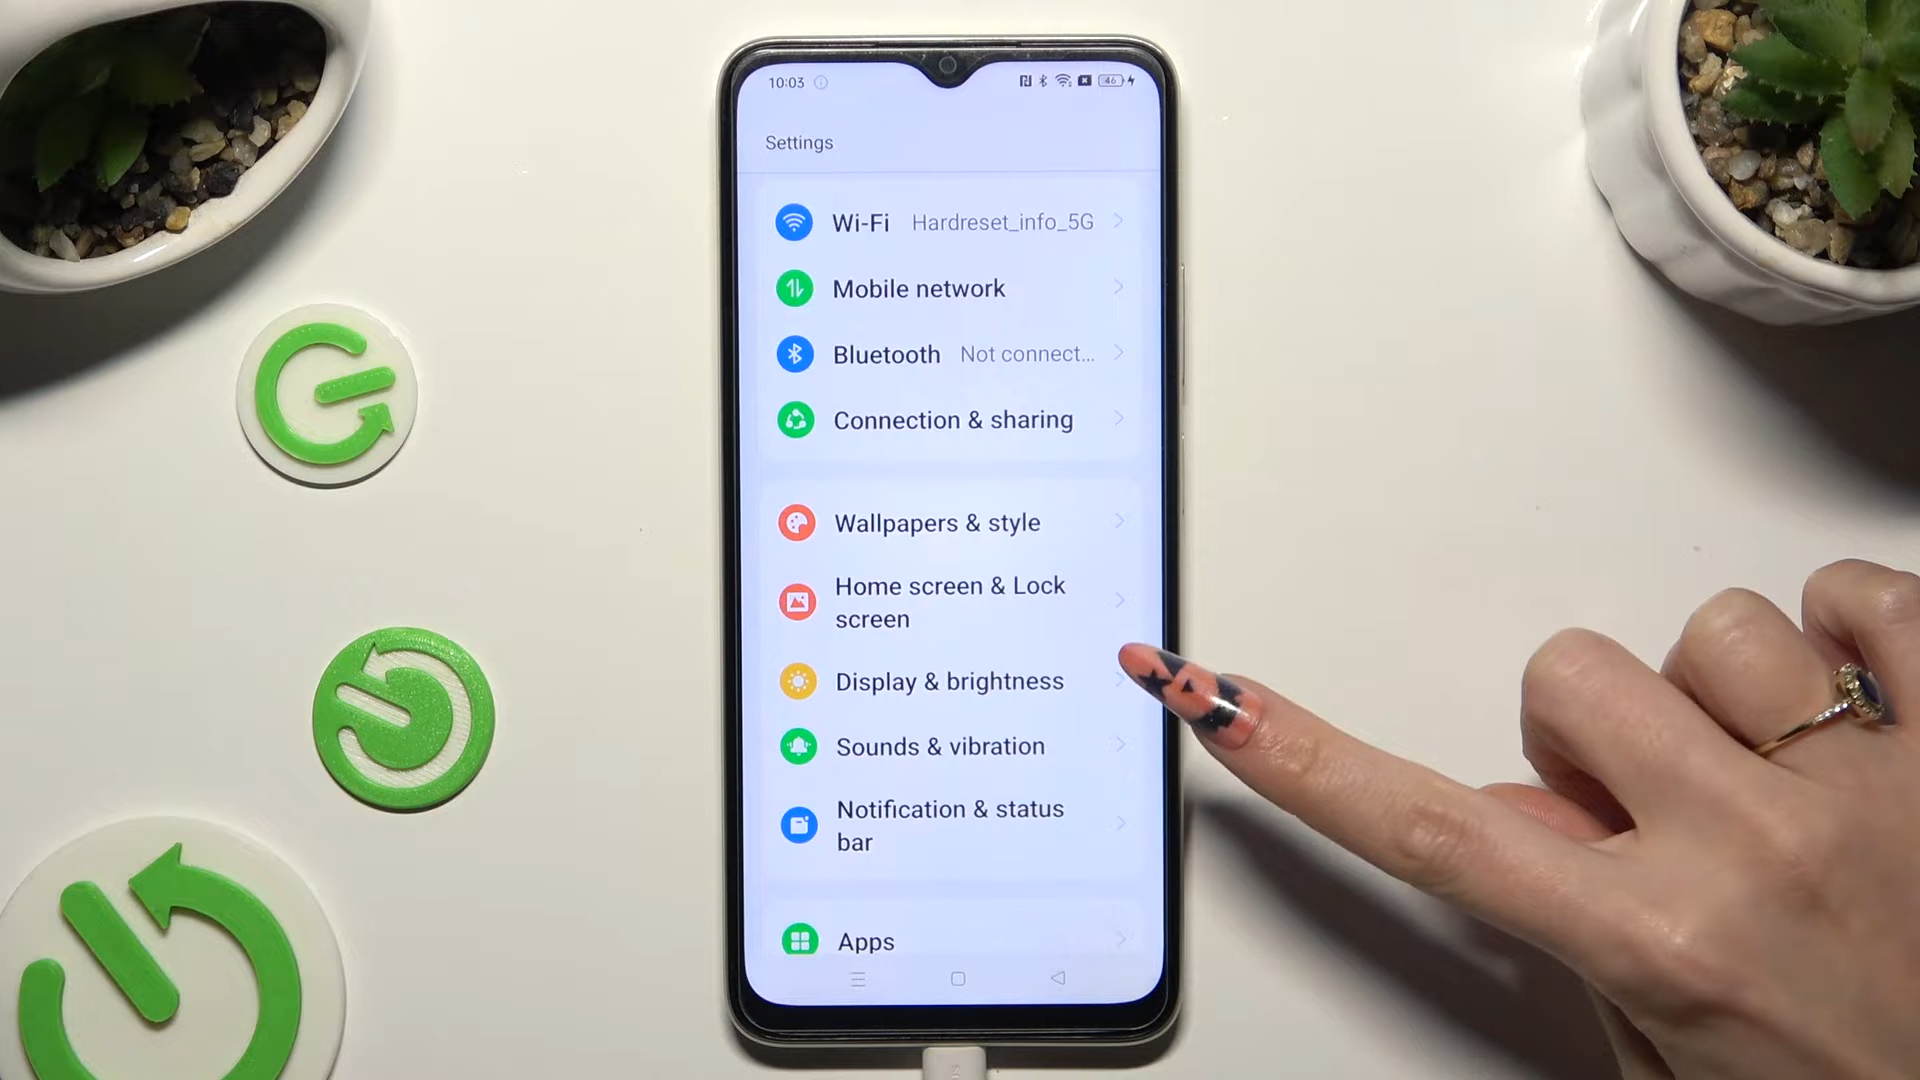 10:03
46
Settings
Wi-Fi Hardreset_info_5G
Mobile network
Bluetooth Not connect...
Connection & sharing
Wallpapers & style
Home screen & Lock
screen
Display & brightness
Sounds & vibration
Notification & status
bar
Apps